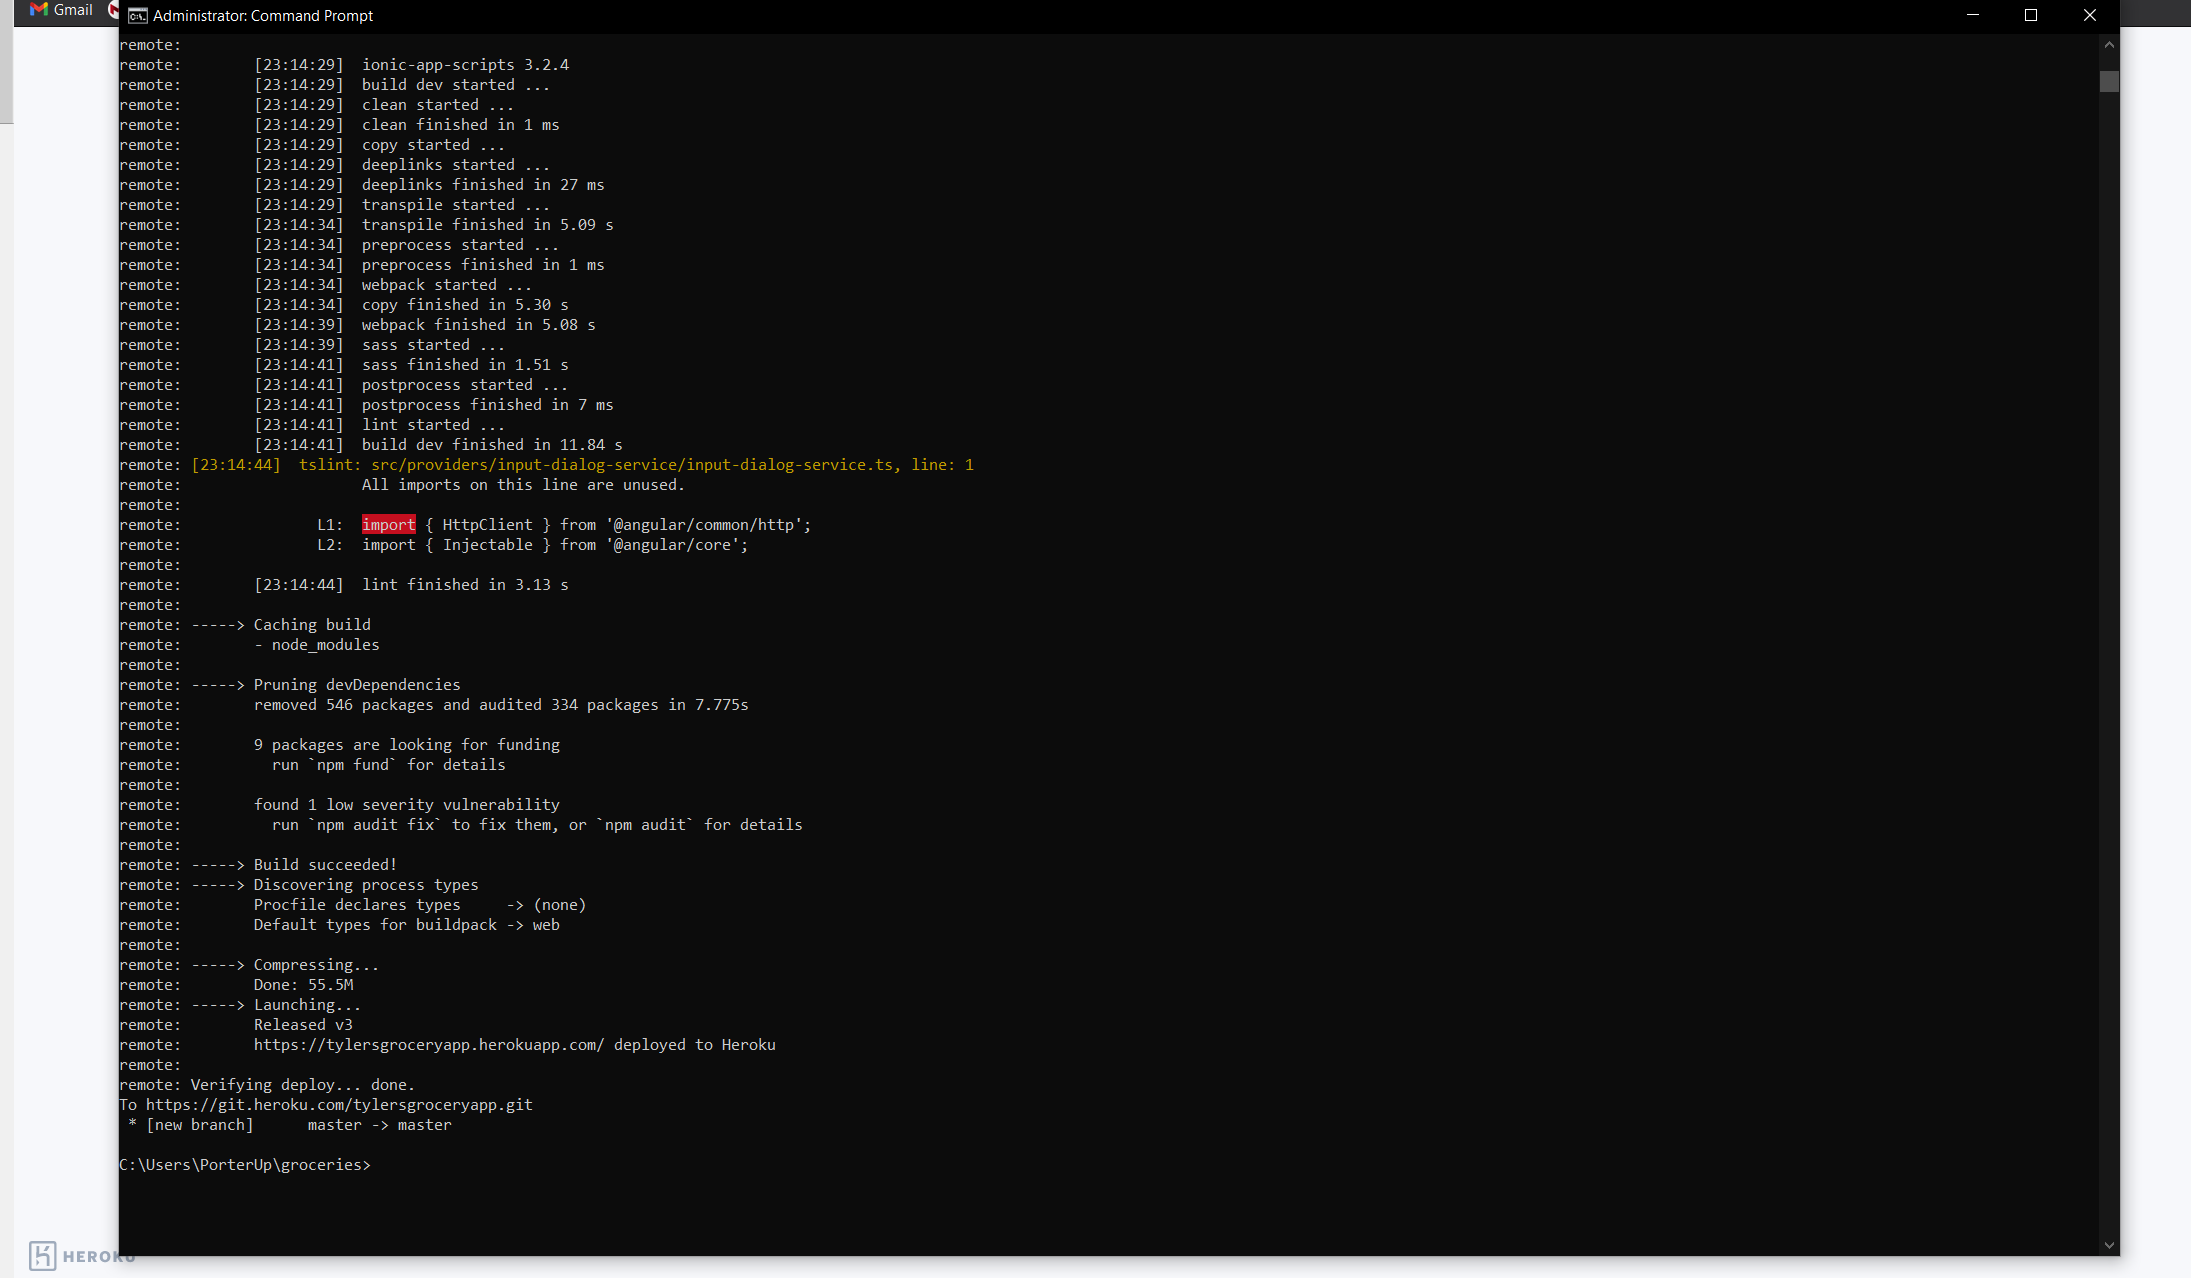 Gmail
Administrator: Command Prompt
remote:
remote:        [23:14:29]  ionic-app-scripts 3.2.4
remote:        [23:14:29]  build dev started ...
remote:        [23:14:29]  clean started ...
remote:        [23:14:29]  clean finished in 1 ms
remote:        [23:14:29]  copy started ...
remote:        [23:14:29]  deeplinks started ...
remote:        [23:14:29]  deeplinks finished in 27 ms
remote:        [23:14:29]  transpile started ...
remote:        [23:14:34]  transpile finished in 5.09 s
remote:        [23:14:34]  preprocess started ...
remote:        [23:14:34]  preprocess finished in 1 ms
remote:        [23:14:34]  webpack started ...
remote:        [23:14:34]  copy finished in 5.30 s
remote:        [23:14:39]  webpack finished in 5.08 s
remote:        [23:14:39]  sass started ...
remote:        [23:14:41]  sass finished in 1.51 s
remote:        [23:14:41]  postprocess started ...
remote:        [23:14:41]  postprocess finished in 7 ms
remote:        [23:14:41]  lint started ...
remote:        [23:14:41]  build dev finished in 11.84 s
remote: [23:14:44]  tslint: src/providers/input-dialog-service/input-dialog-service.ts, line: 1
remote:                    All imports on this line are unused.
remote:
remote:               L1:  import { HttpClient } from '@angular/common/http';
remote:               L2:  import { Injectable } from '@angular/core';
remote:
remote:        [23:14:44]  lint finished in 3.13 s
remote:
remote: -----> Caching build
remote:        - node_modules
remote:
remote: -----> Pruning devDependencies
remote:        removed 546 packages and audited 334 packages in 7.775s
remote:
remote:        9 packages are looking for funding
remote:          run `npm fund` for details
remote:
remote:        found 1 low severity vulnerability
remote:          run `npm audit fix` to fix them, or `npm audit` for details
remote:
remote: -----> Build succeeded!
remote: -----> Discovering process types
remote:        Procfile declares types     -> (none)
remote:        Default types for buildpack -> web
remote:
remote: -----> Compressing...
remote:        Done: 55.5M
remote: -----> Launching...
remote:        Released v3
remote:        https://tylersgroceryapp.herokuapp.com/ deployed to Heroku
remote:
remote: Verifying deploy... done.
To https://git.heroku.com/tylersgroceryapp.git
 * [new branch]      master -> master
C:\Users\PorterUp\groceries>
HEROKU